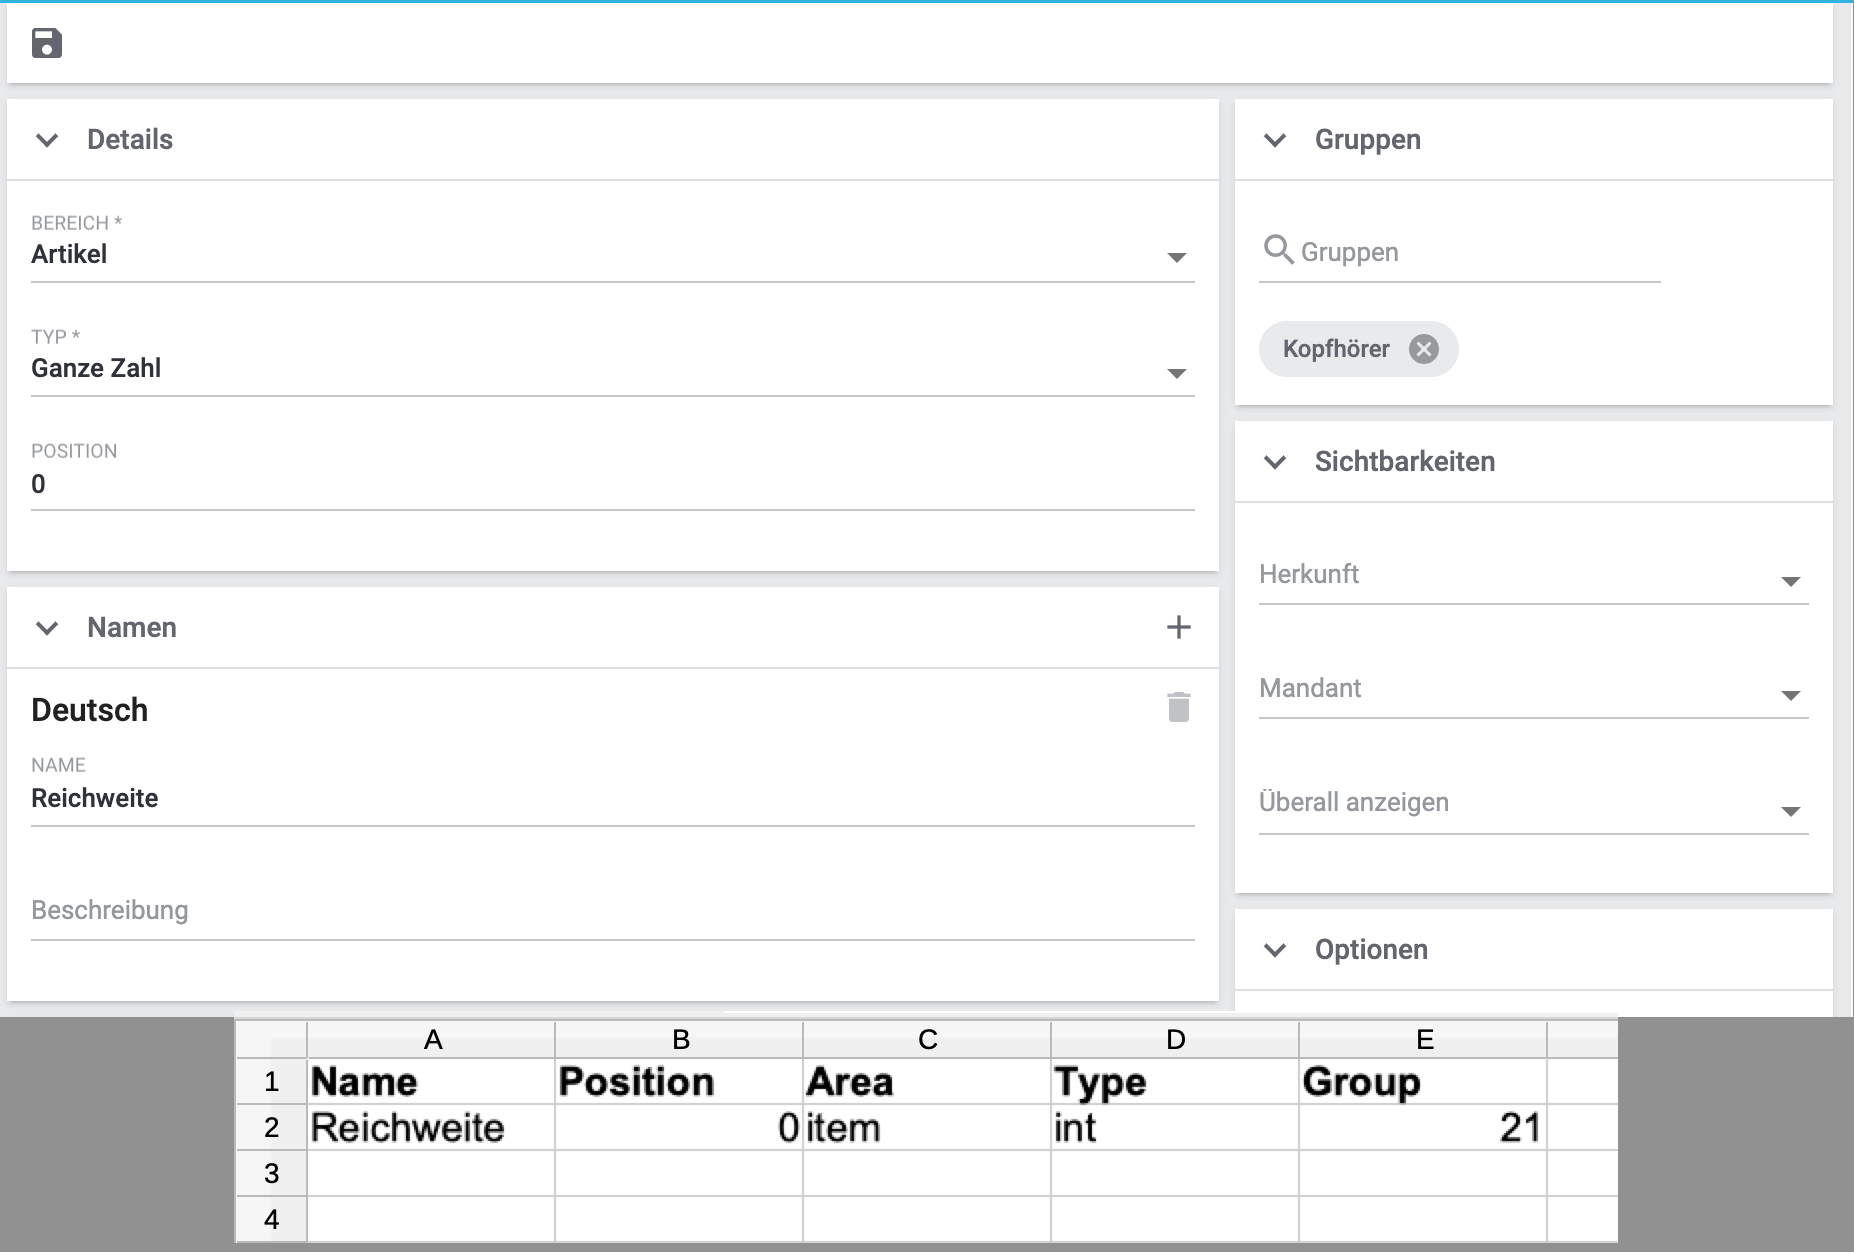 Details
BEREICH *
Artikel
TYP *
Ganze Zahl
POSITION
0
Namen
Deutsch
NAME
Reichweite
Beschreibung
Gruppen
Gruppen
Kopfhörer
Sichtbarkeiten
Herkunft
Mandant
Überall anzeigen
Optionen
A B C D E
1 Name Position Area Type Group
2 Reichweite 0 item int 21
3
4